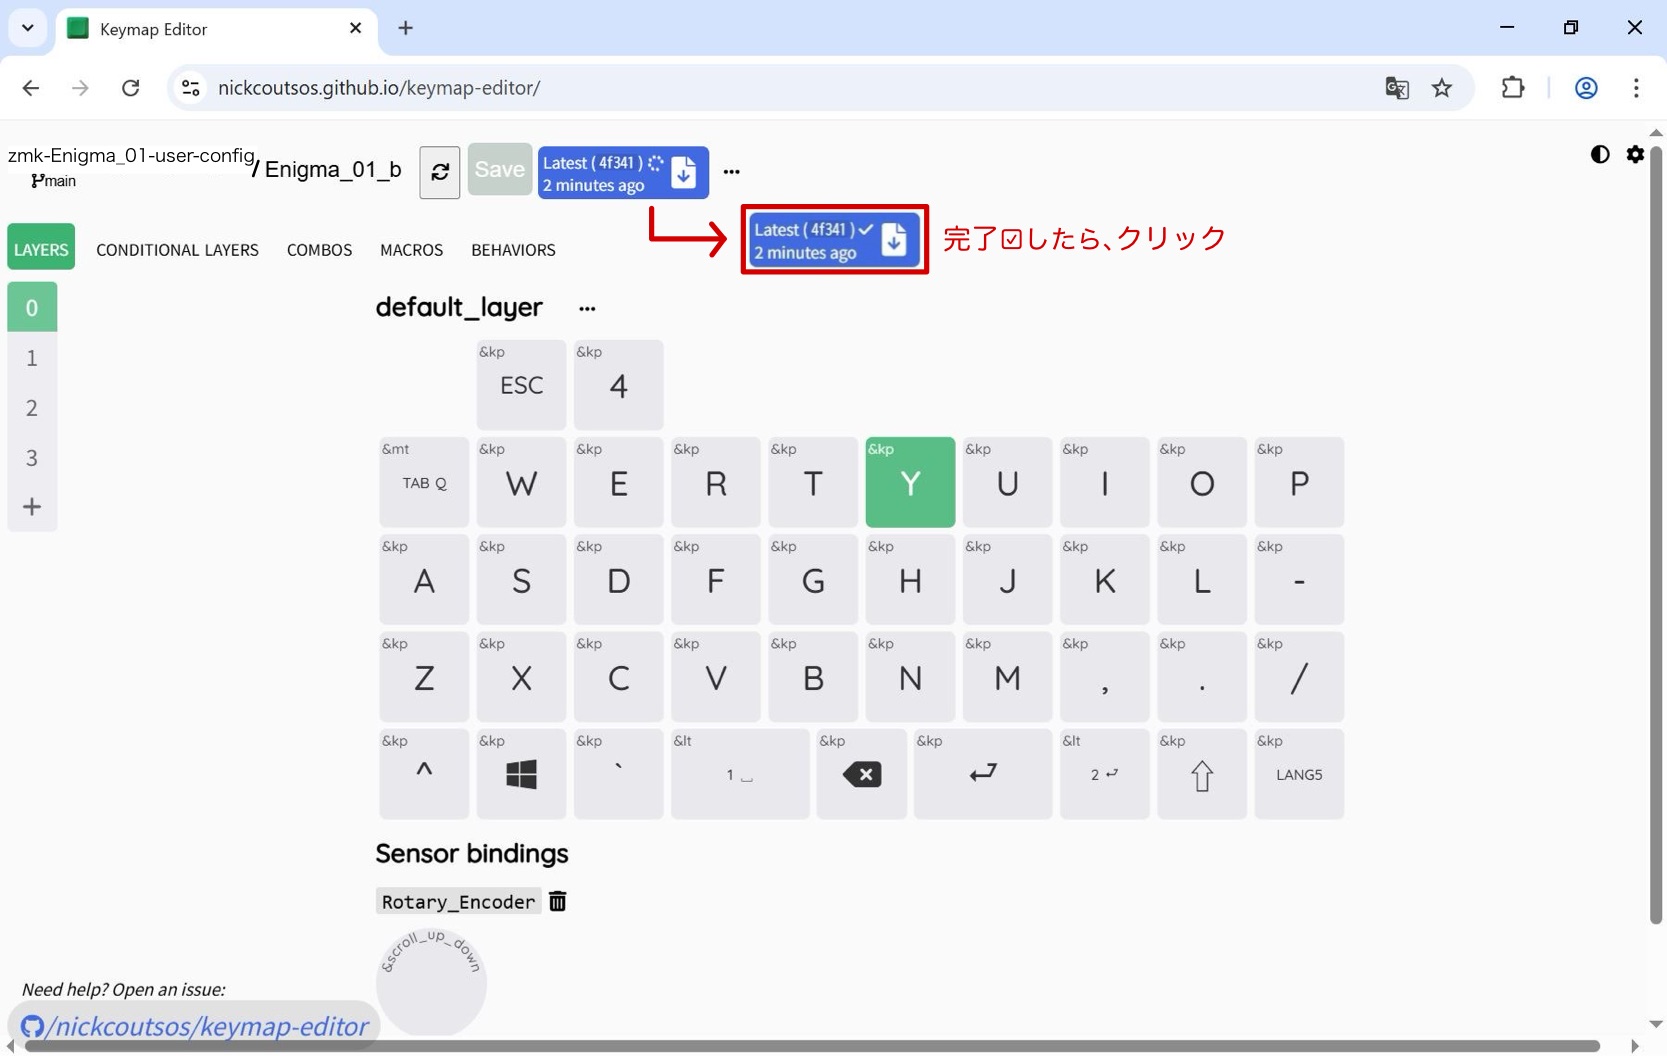 Keymap Editor
nickcoutsos.github.io/keymap-editor/
zmk-Enigma_01-user-config
main
/ Enigma_01_b
Save
Latest ( 4f341 )
2 minutes ago
Latest ( 4f341 )
2 minutes ago
完了☑したら、クリック
LAYERS CONDITIONAL LAYERS COMBOS MACROS BEHAVIORS
0
1
2
3
+
default_layer
&kp &kp
ESC 4
&mt &kp &kp &kp &kp &kp &kp &kp &kp &kp
TAB Q W E R T Y U I O P
&kp &kp &kp &kp &kp &kp &kp &kp &kp &kp
A S D F G H J K L -
&kp &kp &kp &kp &kp &kp &kp &kp &kp &kp
Z X C V B N M , . /
&kp &kp &kp &lt &kp &kp &lt &kp &kp
^ ` 1 ⎵ ⏎ 2 ⏎ ⇧ LANG5
Sensor bindings
Rotary_Encoder
&scroll_up_down
Need help? Open an issue:
/nickcoutsos/keymap-editor